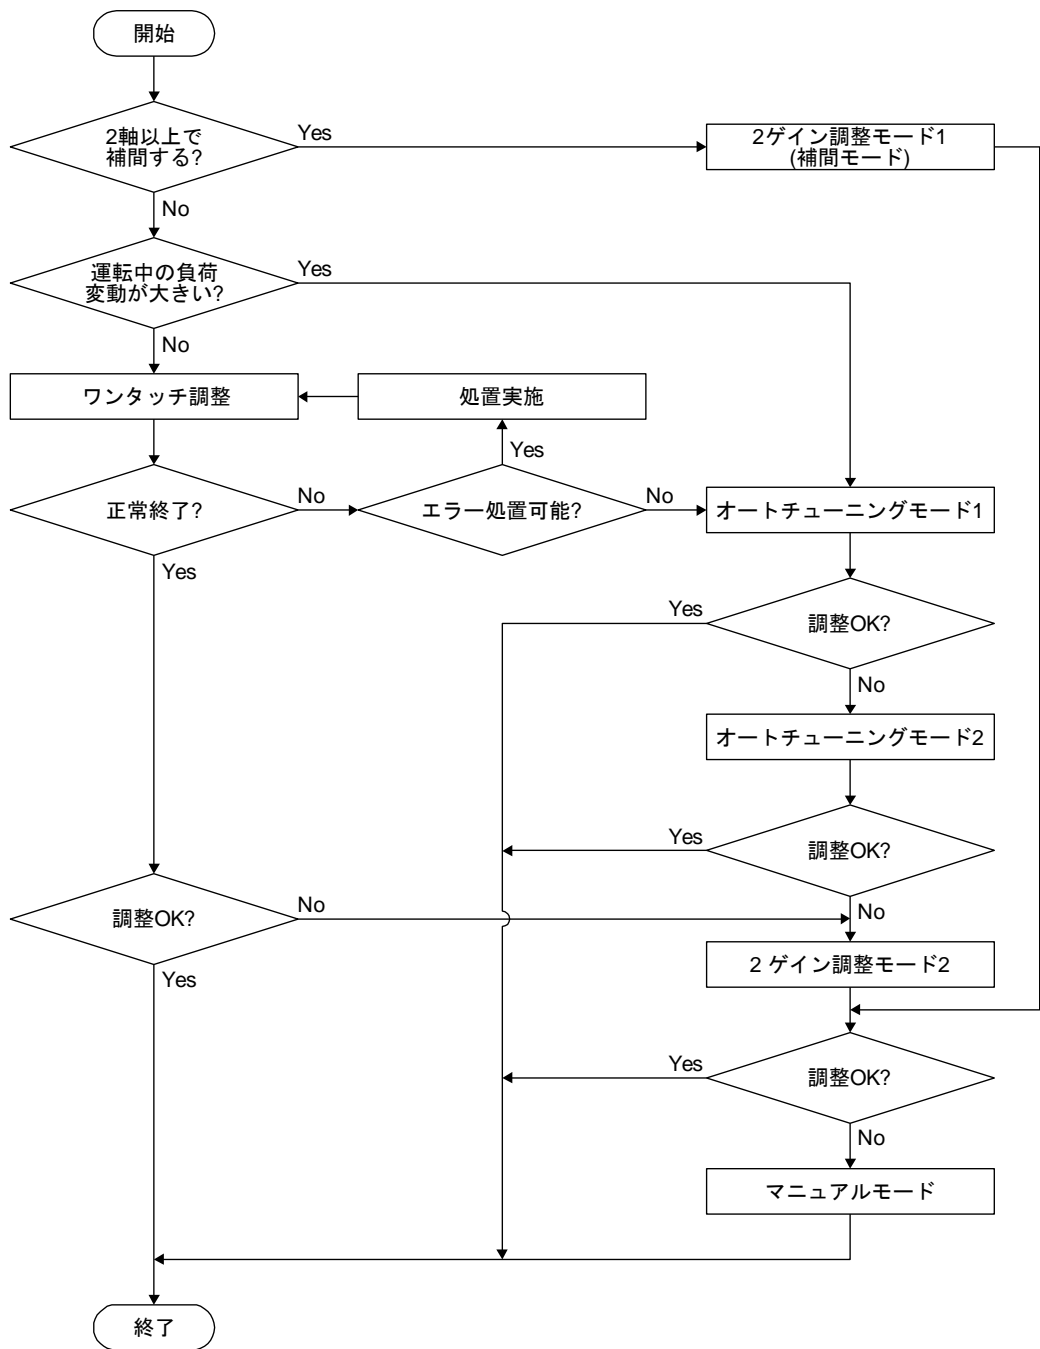 開始
2軸以上で
補間する?
Yes
2ゲイン調整モード1
(補間モード)
No
運転中の負荷
変動が大きい?
Yes
No
ワンタッチ調整
処置実施
Yes
正常終了?
No
エラー処置可能?
No
オートチューニングモード1
Yes
Yes
調整OK?
No
オートチューニングモード2
Yes
調整OK?
No
調整OK?
No
2 ゲイン調整モード2
Yes
Yes
調整OK?
No
マニュアルモード
終了